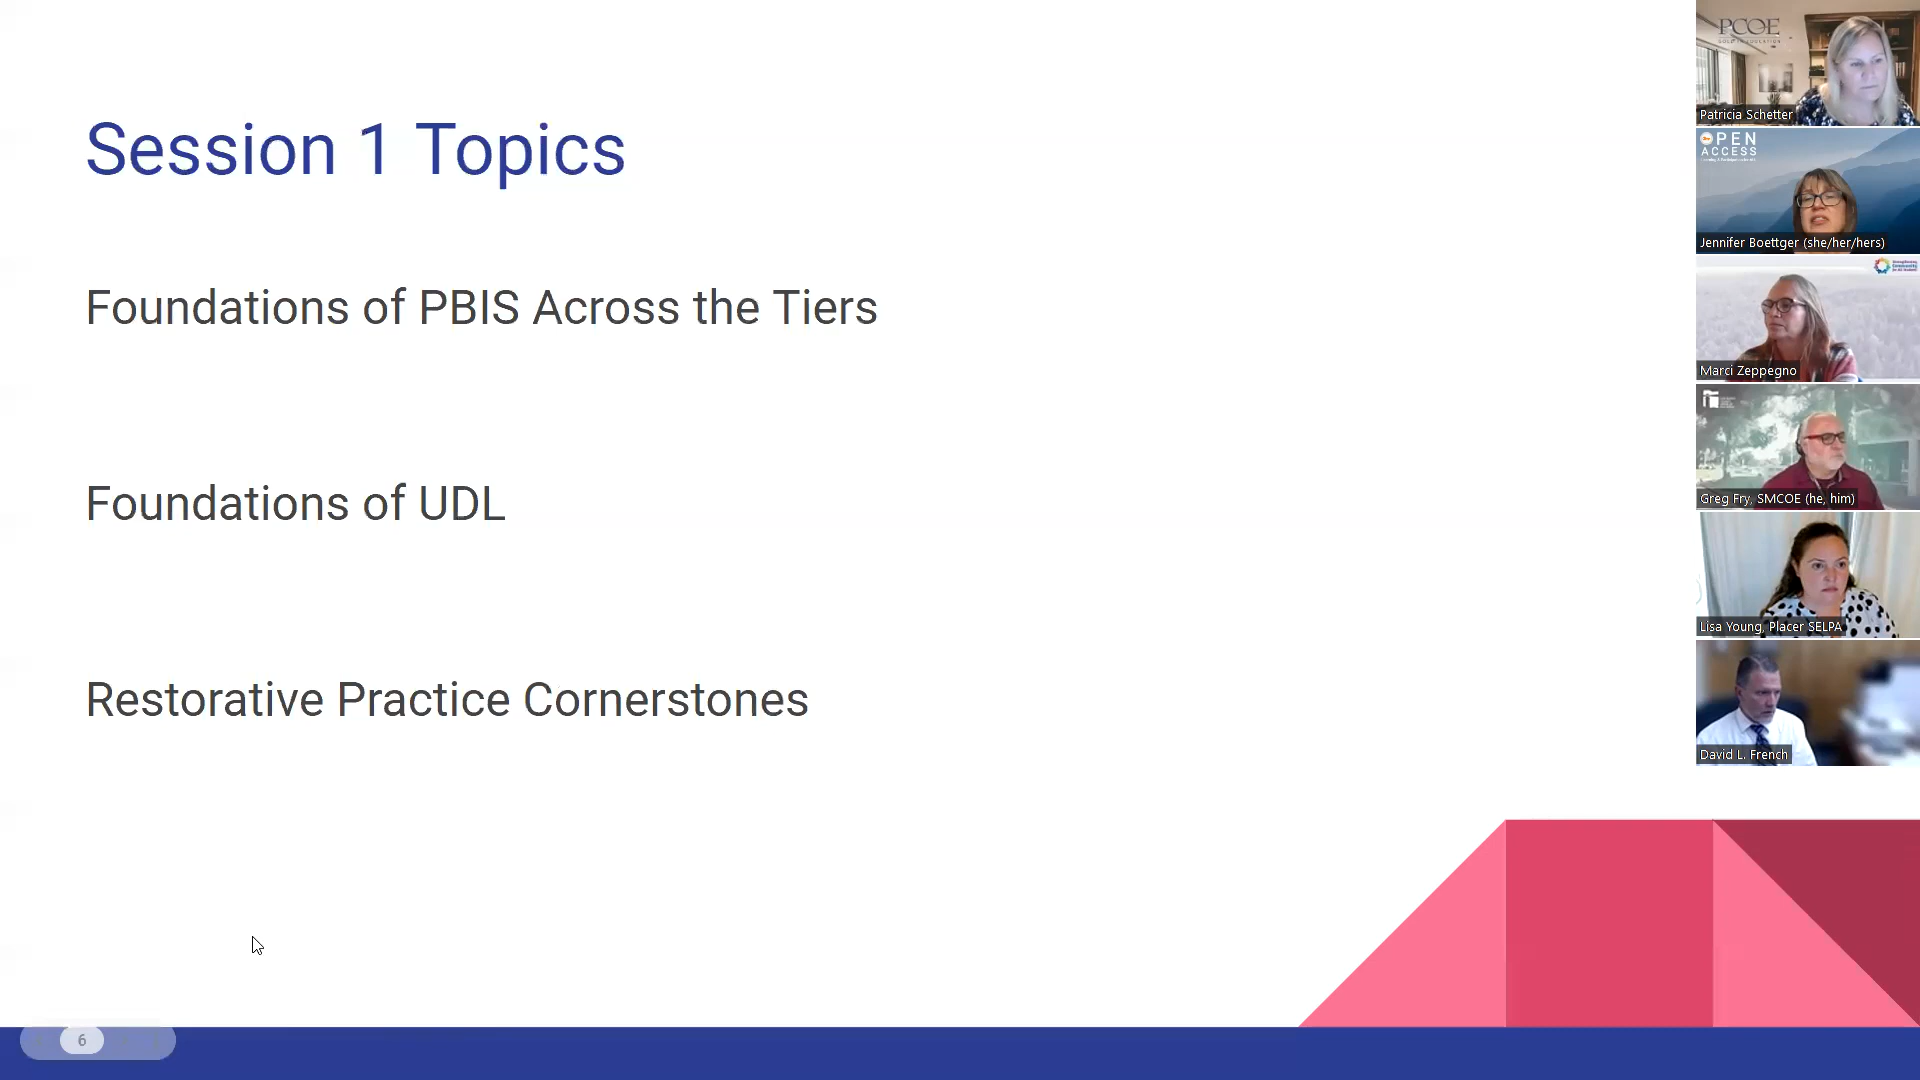 Session 1 Topics
Foundations of PBIS Across the Tiers
Foundations of UDL
Restorative Practice Cornerstones
6
PCOE
Patricia Schetter
OPEN
ACCESS
Jennifer Boettger (she/her/hers)
Marci Zeppegno
Greg Fry, SMCOE (he, him)
Lisa Young, Placer SELPA
David L. French